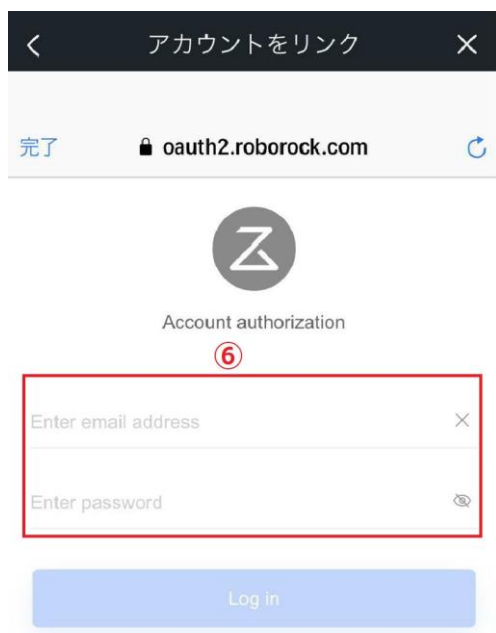 アカウントをリンク
完了 oauth2.roborock.com
Account authorization
⑥
Enter email address
Enter password
Log in